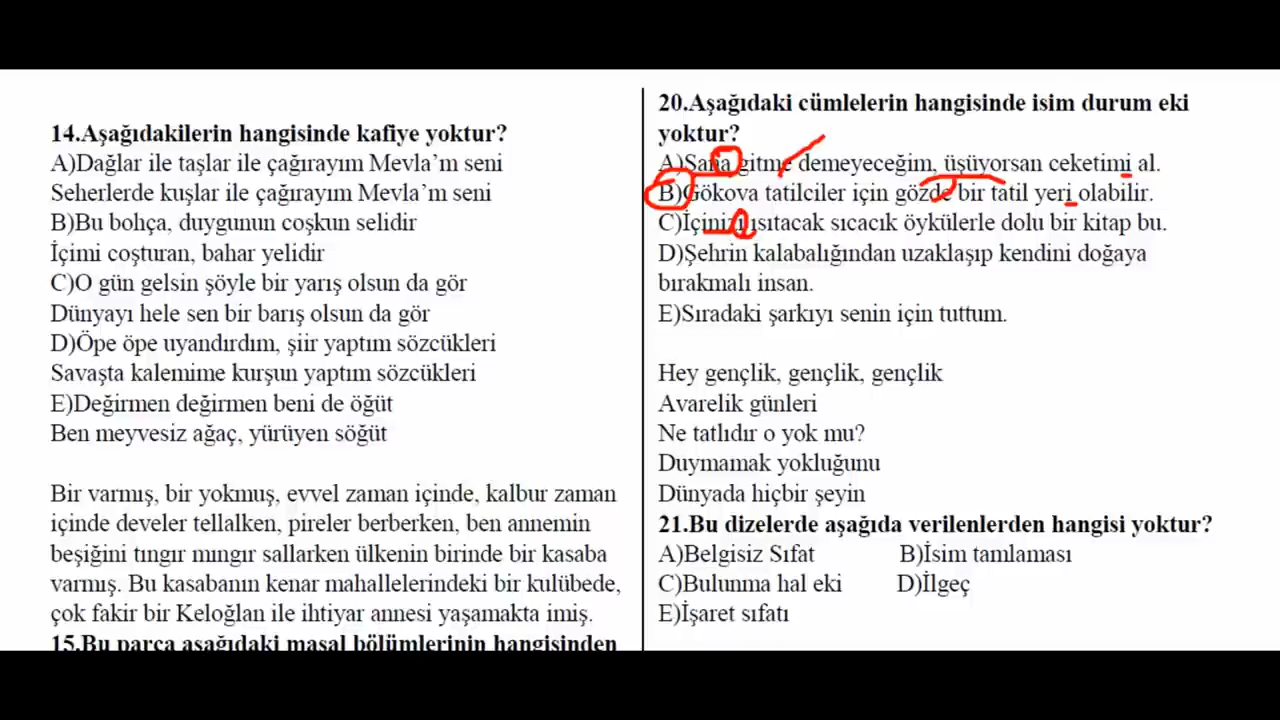 14.Aşağıdakilerin hangisinde kafiye yoktur?
A)Dağlar ile taşlar ile çağırayım Mevla’m seni
Seherlerde kuşlar ile çağırayım Mevla’m seni
B)Bu bohça, duygunun coşkun selidir
İçimi coşturan, bahar yelidir
C)O gün gelsin şöyle bir yarış olsun da gör
Dünyayı hele sen bir barış olsun da gör
D)Öpe öpe uyandırdım, şiir yaptım sözcükleri
Savaşta kalemime kurşun yaptım sözcükleri
E)Değirmen değirmen beni de öğüt
Ben meyvesiz ağaç, yürüyen söğüt
Bir varmış, bir yokmuş, evvel zaman içinde, kalbur zaman
içinde develer tellalken, pireler berberken, ben annemin
beşiğini tıngır mıngır sallarken ülkenin birinde bir kasaba
varmış. Bu kasabanın kenar mahallelerindeki bir kulübede,
çok fakir bir Keloğlan ile ihtiyar annesi yaşamakta imiş.
15.Bu parça aşağıdaki masal bölümlerinin hangisinden
20.Aşağıdaki cümlelerin hangisinde isim durum eki
yoktur?
A)Sana gitme demeyeceğim, üşüyorsan ceketimi al.
B)Gökova tatilciler için gözde bir tatil yeri olabilir.
C)İçinizi ısıtacak sıcacık öykülerle dolu bir kitap bu.
D)Şehrin kalabalığından uzaklaşıp kendini doğaya
bırakmalı insan.
E)Sıradaki şarkıyı senin için tuttum.
Hey gençlik, gençlik, gençlik
Avarelik günleri
Ne tatlıdır o yok mu?
Duymamak yokluğunu
Dünyada hiçbir şeyin
21.Bu dizelerde aşağıda verilenlerden hangisi yoktur?
A)Belgisiz Sıfat B)İsim tamlaması
C)Bulunma hal eki D)İlgeç
E)İşaret sıfatı